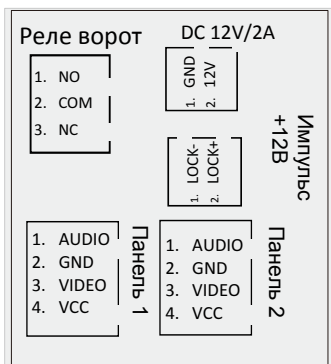 Реле ворот
1. NO
2. COM
3. NC
DC 12V/2A
1. GND
2. 12V
1. LOCK-
2. LOCK+
Импульс
+12В
1. AUDIO
2. GND
3. VIDEO
4. VCC
Панель 1
1. AUDIO
2. GND
3. VIDEO
4. VCC
Панель 2